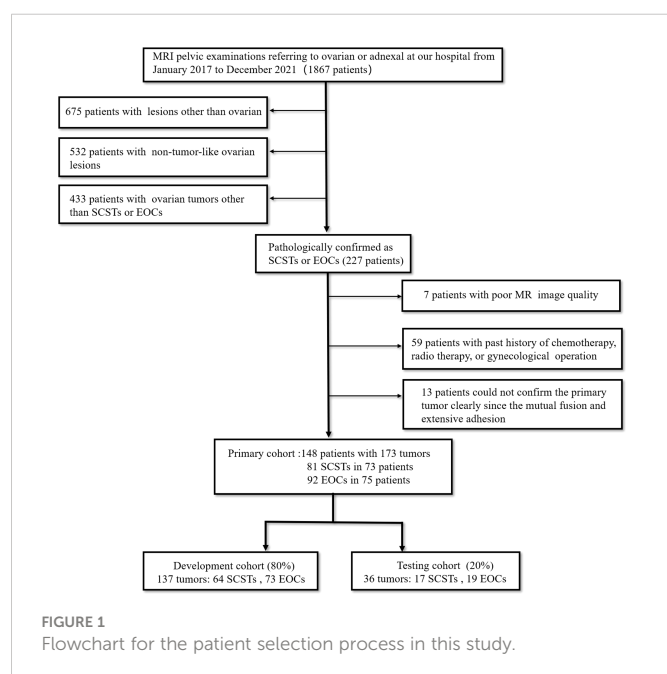 MRI pelvic examinations referring to ovarian or adnexal at our hospital from
January 2017 to December 2021 (1867 patients)
675 patients with lesions other than ovarian
532 patients with non-tumor-like ovarian
lesions
433 patients with ovarian tumors other
than SCSTs or EOCs
Pathologically confirmed as
SCSTs or EOCs (227 patients)
7 patients with poor MR image quality
59 patients with past history of chemotherapy,
radio therapy, or gynecological operation
13 patients could not confirm the primary
tumor clearly since the mutual fusion and
extensive adhesion
Primary cohort :148 patients with 173 tumors
81 SCSTs in 73 patients
92 EOCs in 75 patients
Development cohort (80%)
137 tumors: 64 SCSTs , 73 EOCs
Testing cohort (20%)
36 tumors: 17 SCSTs , 19 EOCs
FIGURE 1
Flowchart for the patient selection process in this study.